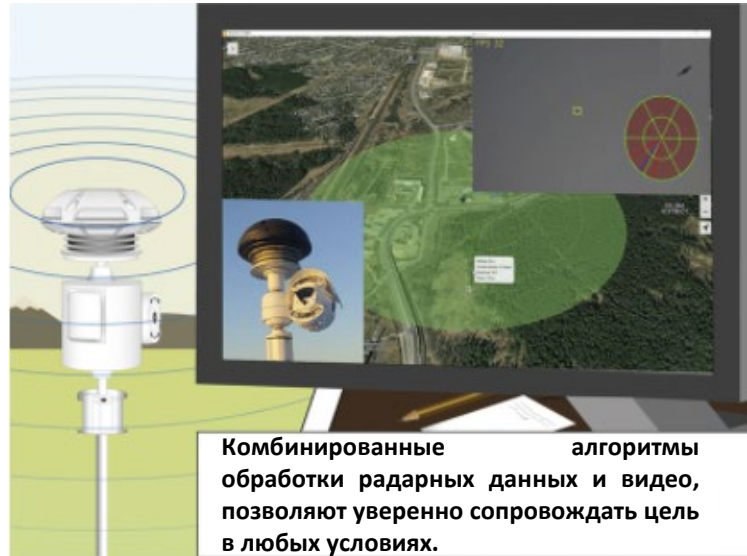 Комбинированные алгоритмы
обработки радарных данных и видео,
позволяют уверенно сопровождать цель
в любых условиях.